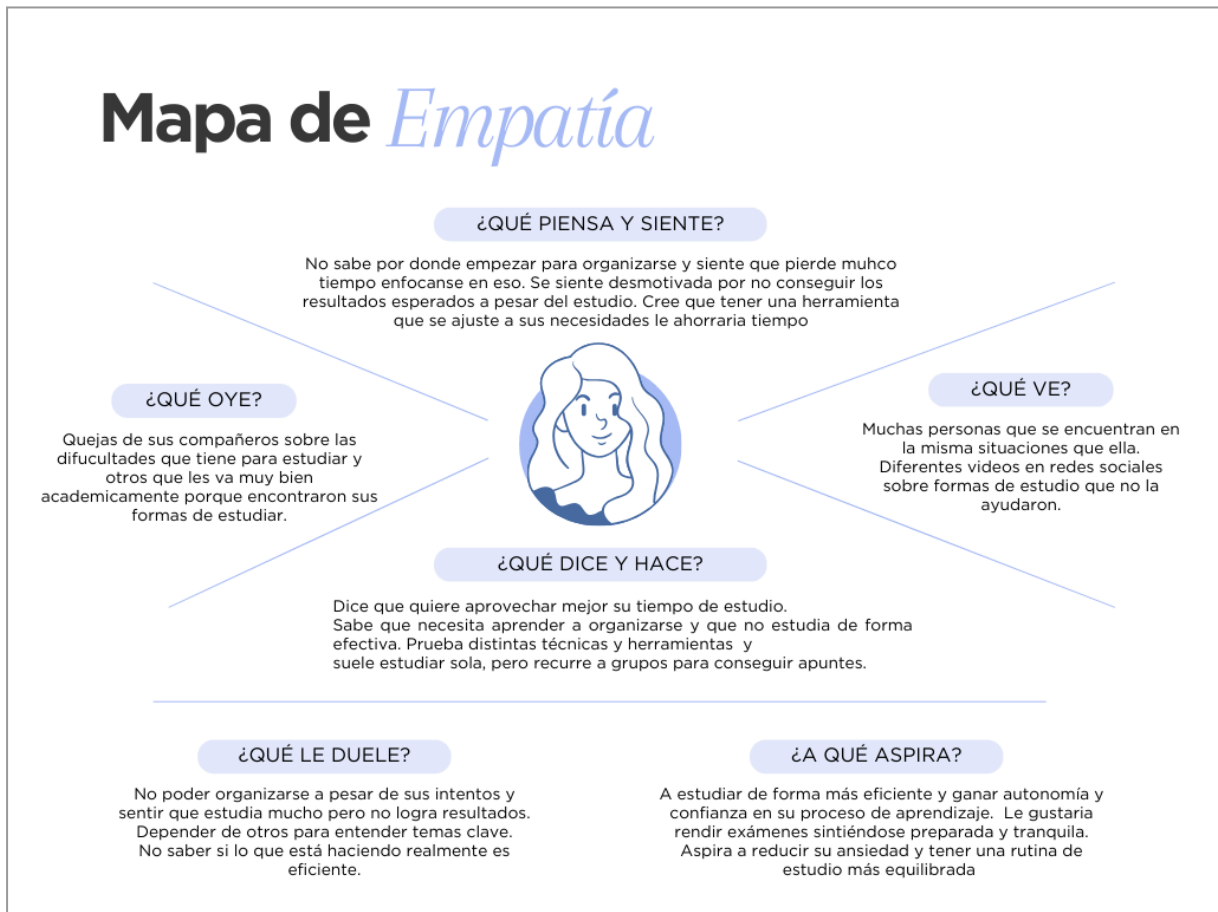 Mapa de Empatía
¿QUÉ PIENSA Y SIENTE?
No sabe por donde empezar para organizarse y siente que pierde muhco
tiempo enfocanse en eso. Se siente desmotivada por no conseguir los
resultados esperados a pesar del estudio. Cree que tener una herramienta
que se ajuste a sus necesidades le ahorraria tiempo
¿QUÉ OYE?
Quejas de sus compañeros sobre las
difucultades que tiene para estudiar y
otros que les va muy bien
academicamente porque encontraron sus
formas de estudiar.
¿QUÉ VE?
Muchas personas que se encuentran en
la misma situaciones que ella.
Diferentes videos en redes sociales
sobre formas de estudio que no la
ayudaron.
¿QUÉ DICE Y HACE?
Dice que quiere aprovechar mejor su tiempo de estudio.
Sabe que necesita aprender a organizarse y que no estudia de forma
efectiva. Prueba distintas técnicas y herramientas y
suele estudiar sola, pero recurre a grupos para conseguir apuntes.
¿QUÉ LE DUELE?
No poder organizarse a pesar de sus intentos y
sentir que estudia mucho pero no logra resultados.
Depender de otros para entender temas clave.
No saber si lo que está haciendo realmente es
eficiente.
¿A QUÉ ASPIRA?
A estudiar de forma más eficiente y ganar autonomía y
confianza en su proceso de aprendizaje. Le gustaria
rendir exámenes sintiéndose preparada y tranquila.
Aspira a reducir su ansiedad y tener una rutina de
estudio más equilibrada